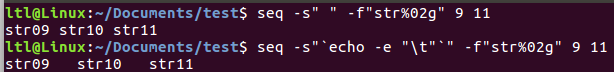 ltl@Linux:~/Documents/test$ seq -s" " -f"str%02g" 9 11
str09 str10 str11
ltl@Linux:~/Documents/test$ seq -s"`echo -e "\t"`" -f"str%02g" 9 11
str09	str10	str11